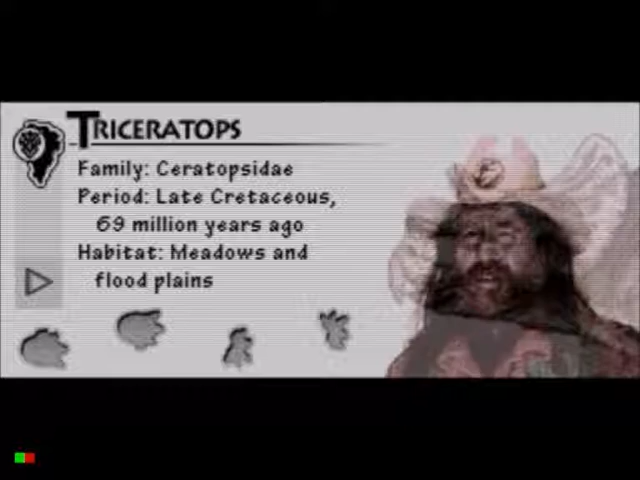 TRICERATOPS
Family: Ceratopsidae
Period: Late Cretaceous,
69 million years ago
Habitat: Meadows and
flood plains